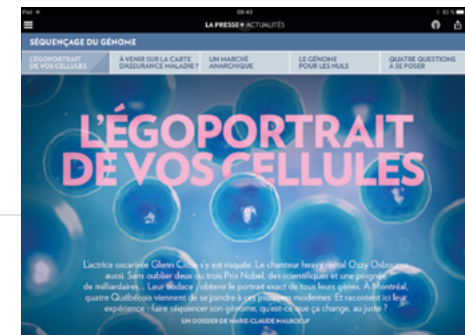 iPad
08:40
92 %
LA PRESSE+ ACTUALITÉS
SÉQUENÇAGE DU GÉNOME
L'ÉGOPORTRAIT
DE VOS CELLULES
À VENIR SUR LA CARTE
D'ASSURANCE MALADIE?
UN MARCHÉ
ANARCHIQUE
LE GÉNOME
POUR LES NULS
QUATRE QUESTIONS
À SE POSER
L'ÉGOPORTRAIT
DE VOS CELLULES
L'actrice oscarisée Glenn Close s'y est risquée. Le chanteur heavy métal Ozzy Osbourne
aussi. Sans oublier deux ou trois Prix Nobel, des scientifiques et une poignée
de milliardaires... Leur audace : obtenir le portrait exact de tous leurs gènes. À Montréal,
quatre Québécois viennent de se joindre à ces pionniers modernes. Et racontent ici leur
expérience : faire séquencer son génome, qu'est-ce que ça change, au juste ?
UN DOSSIER DE MARIE-CLAUDE MALBOEUF